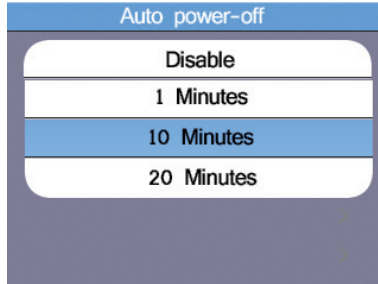 Auto power-off
Disable
1 Minutes
10 Minutes
20 Minutes